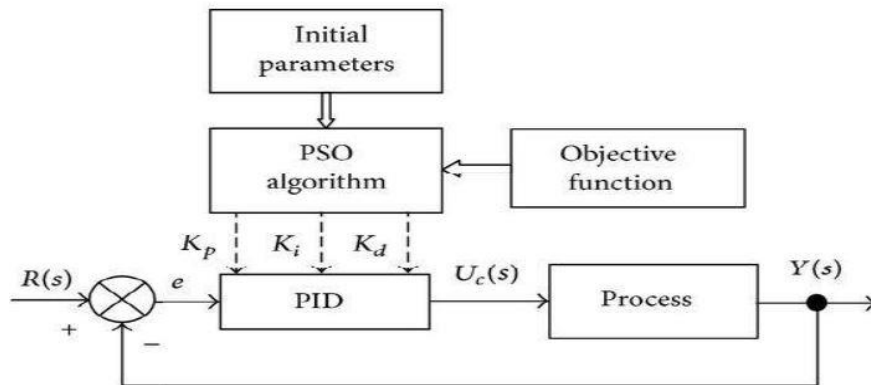 Initial
parameters
PSO
algorithm
Objective
function
K_p K_i K_d
R(s)
e
PID
U_c(s)
Process
Y(s)
+
−